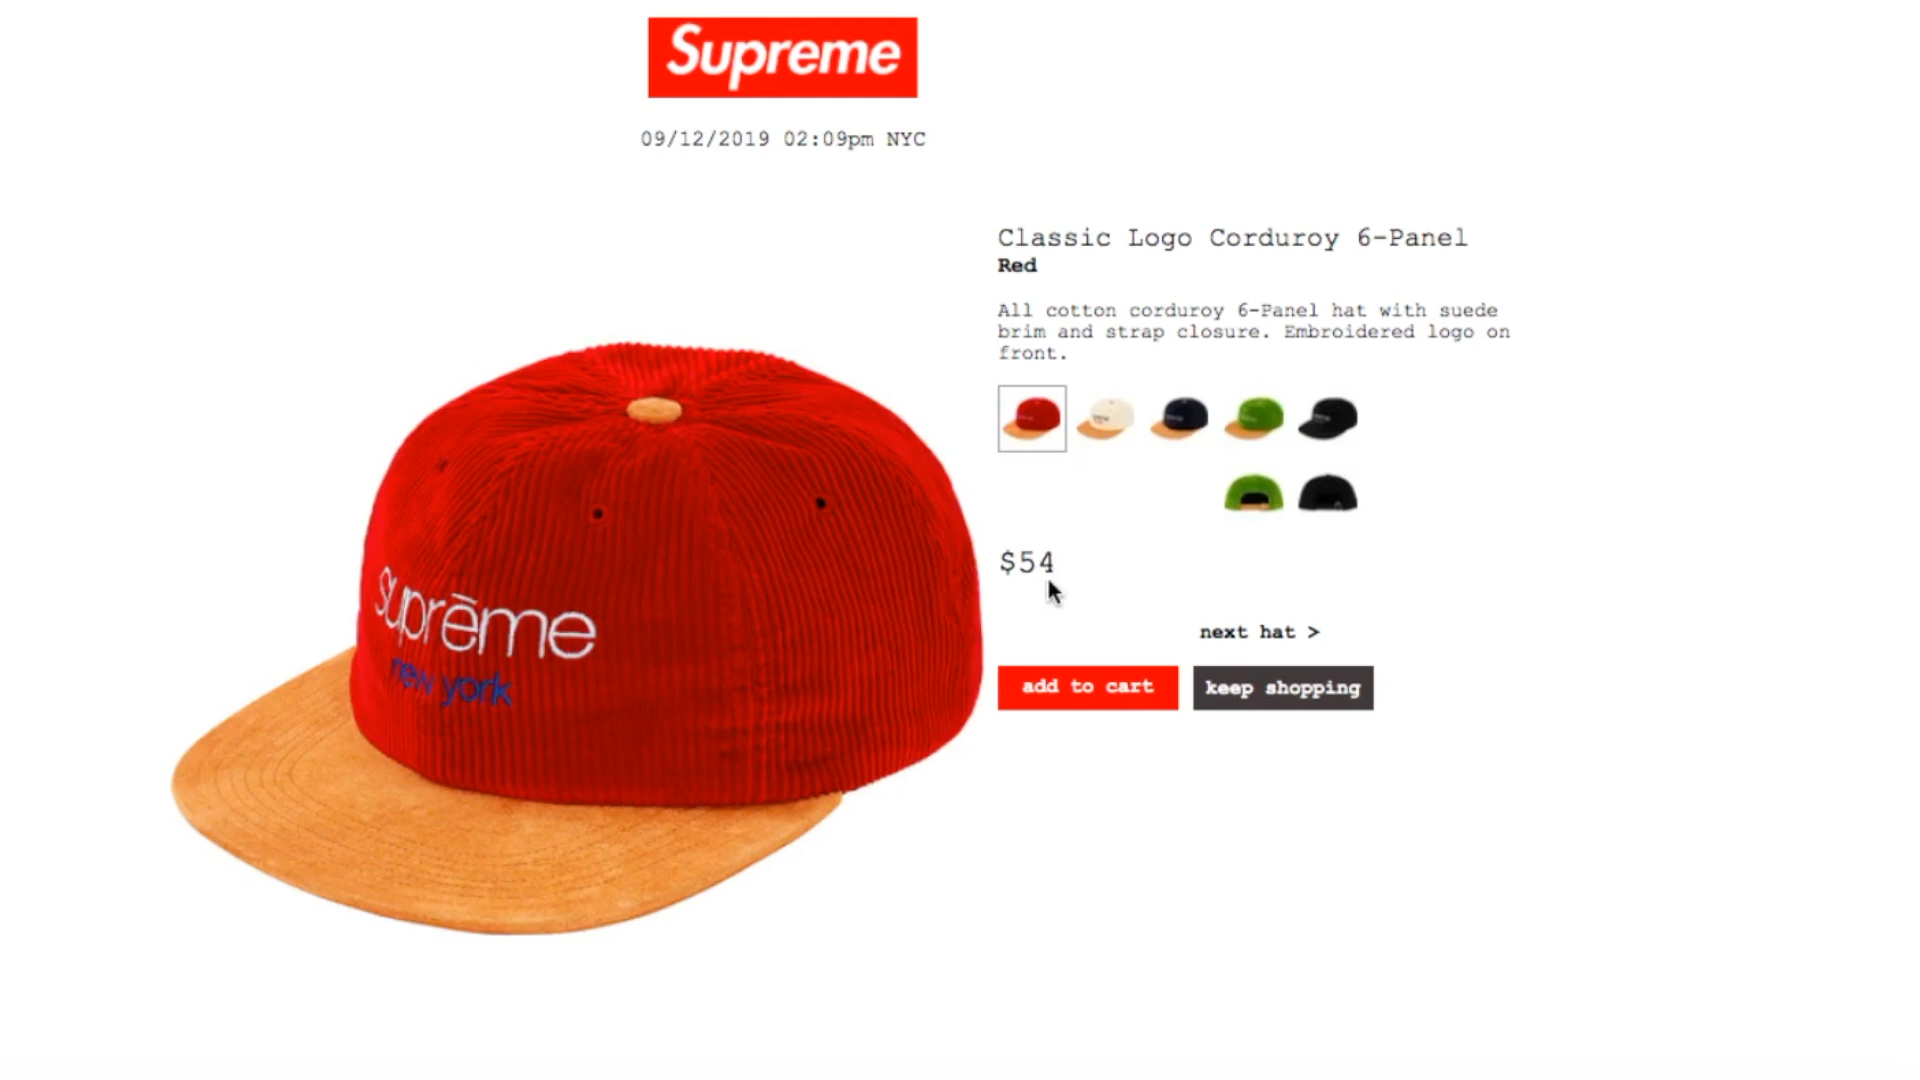 Supreme
09/12/2019 02:09pm NYC
Classic Logo Corduroy 6-Panel
Red
All cotton corduroy 6-Panel hat with suede
brim and strap closure. Embroidered logo on
front.
suprēme
new york
$54
next hat >
add to cart
keep shopping